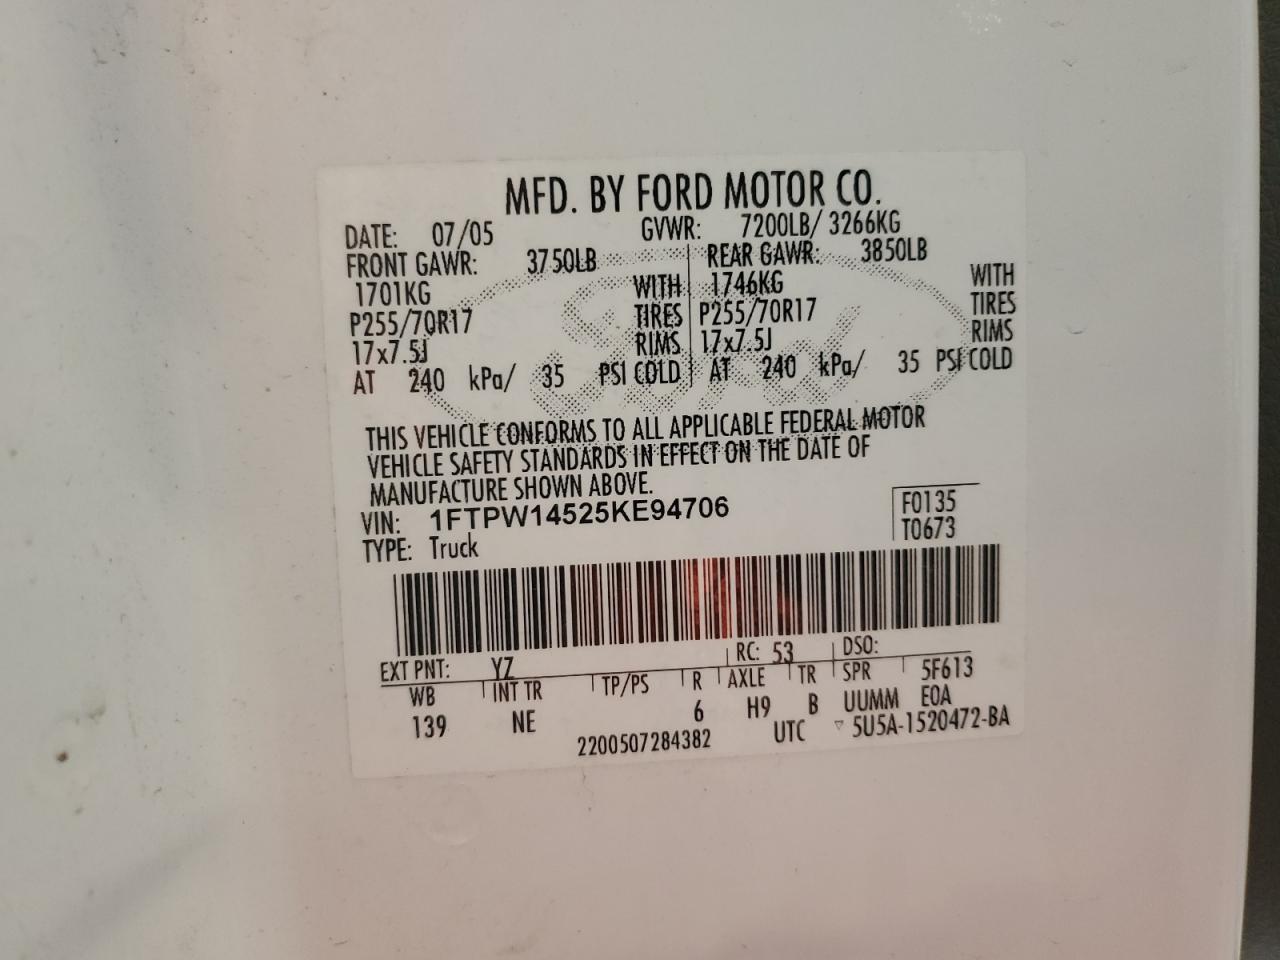 MFD. BY FORD MOTOR CO.
DATE: 07/05 GVWR: 7200LB/ 3266KG
FRONT GAWR: 3750LB REAR GAWR: 3850LB
1701KG WITH 1746KG WITH
P255/70R17 TIRES P255/70R17 TIRES
17x7.5J RIMS 17x7.5J RIMS
AT 240 kPa/ 35 PSI COLD AT 240 kPa/ 35 PSI COLD
THIS VEHICLE CONFORMS TO ALL APPLICABLE FEDERAL MOTOR
VEHICLE SAFETY STANDARDS IN EFFECT ON THE DATE OF
MANUFACTURE SHOWN ABOVE.
VIN: 1FTPW14525KE94706 F0135
TYPE: Truck T0673
EXT PNT: YZ RC: 53 DSO:
WB INT TR TP/PS R AXLE TR SPR 5F613
139 NE 6 H9 B UUMM EOA
2200507284382 UTC ▽ 5U5A-1520472-BA